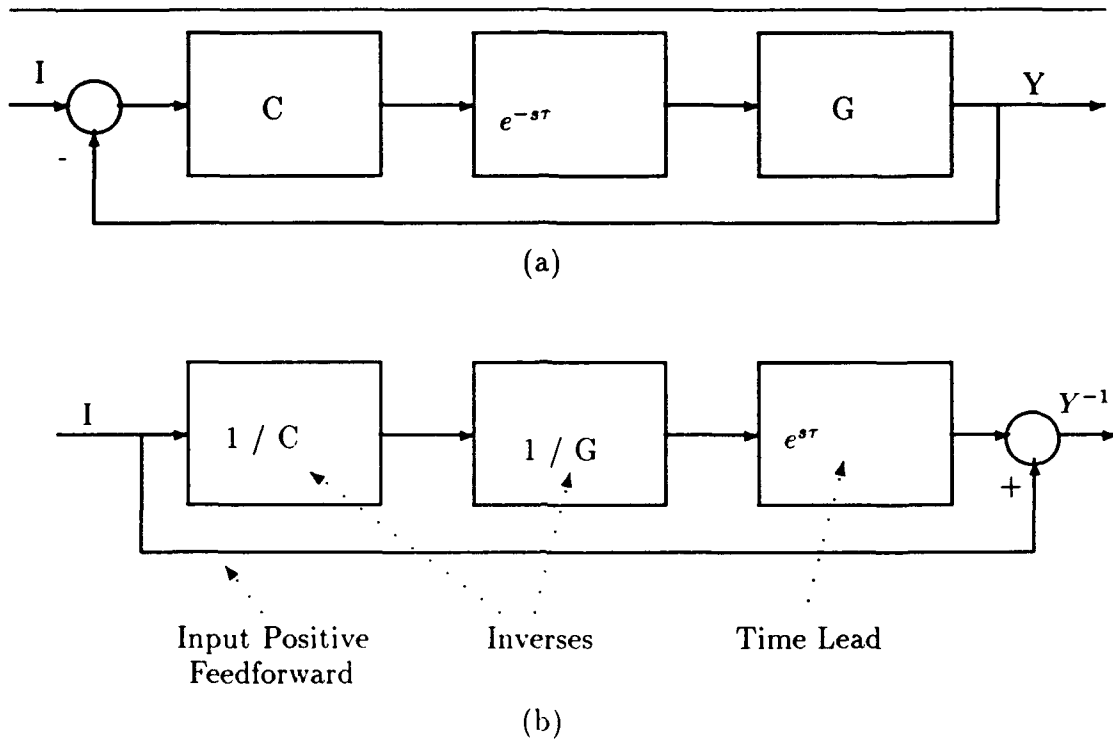 I
C
e^{-sτ}
G
Y
-
(a)
I
1 / C
1 / G
e^{sτ}
Y^{-1}
+
Input Positive
Feedforward
Inverses
Time Lead
(b)